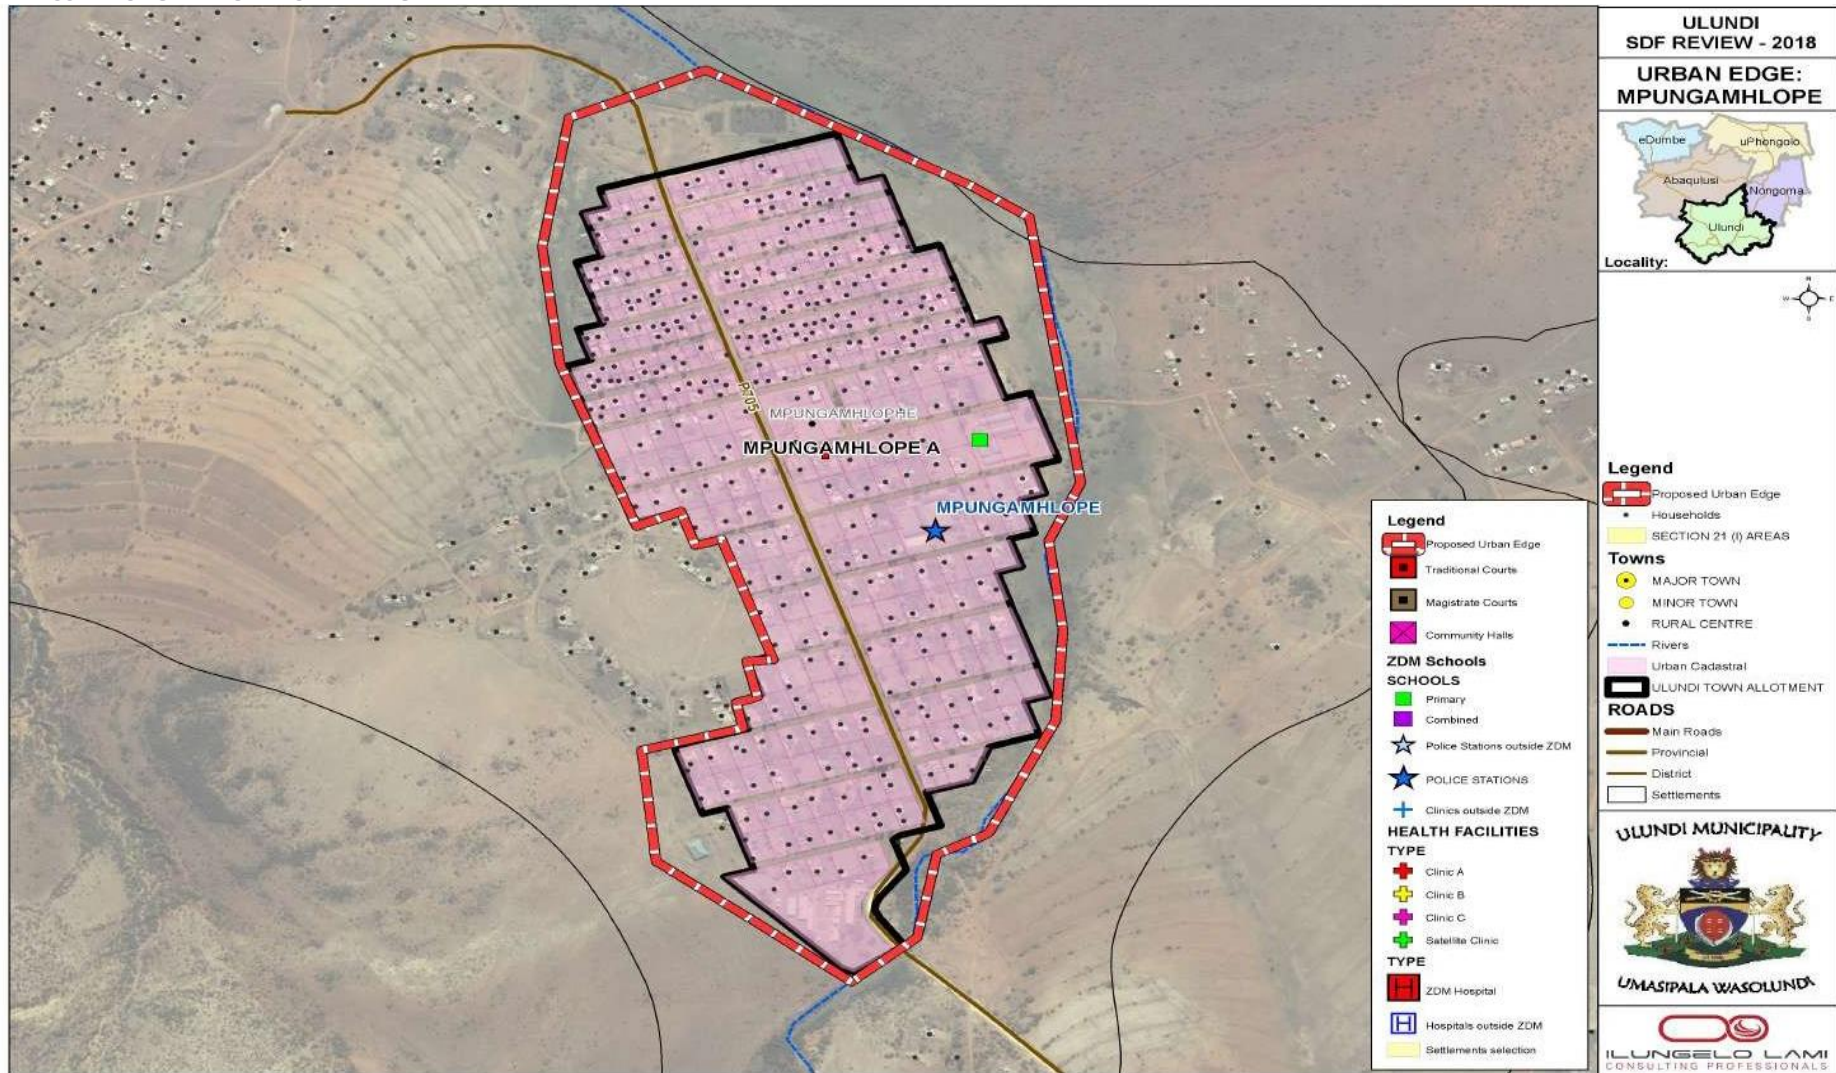 ULUNDI
SDF REVIEW - 2018
URBAN EDGE:
MPUNGAMHLOPE
eDumbe
uPhongolo
Abaqulusi
Nongoma
Ulundi
Locality:
N
W
E
S
P705
MPUNGAMHLOPHE
MPUNGAMHLOPE A
MPUNGAMHLOPE
Legend
Proposed Urban Edge
Traditional Courts
Magistrate Courts
Community Halls
ZDM Schools
SCHOOLS
Primary
Combined
Police Stations outside ZDM
POLICE STATIONS
Clinics outside ZDM
HEALTH FACILITIES
TYPE
Clinic A
Clinic B
Clinic C
Satellite Clinic
TYPE
ZDM Hospital
Hospitals outside ZDM
Settlements selection
Legend
Proposed Urban Edge
Households
SECTION 21 (I) AREAS
Towns
MAJOR TOWN
MINOR TOWN
RURAL CENTRE
Rivers
Urban Cadastral
ULUNDI TOWN ALLOTMENT
ROADS
Main Roads
Provincial
District
Settlements
ULUNDI MUNICIPALITY
UMASIPALA WASOLUNDI
ILUNGELO LAMI
CONSULTING PROFESSIONALS